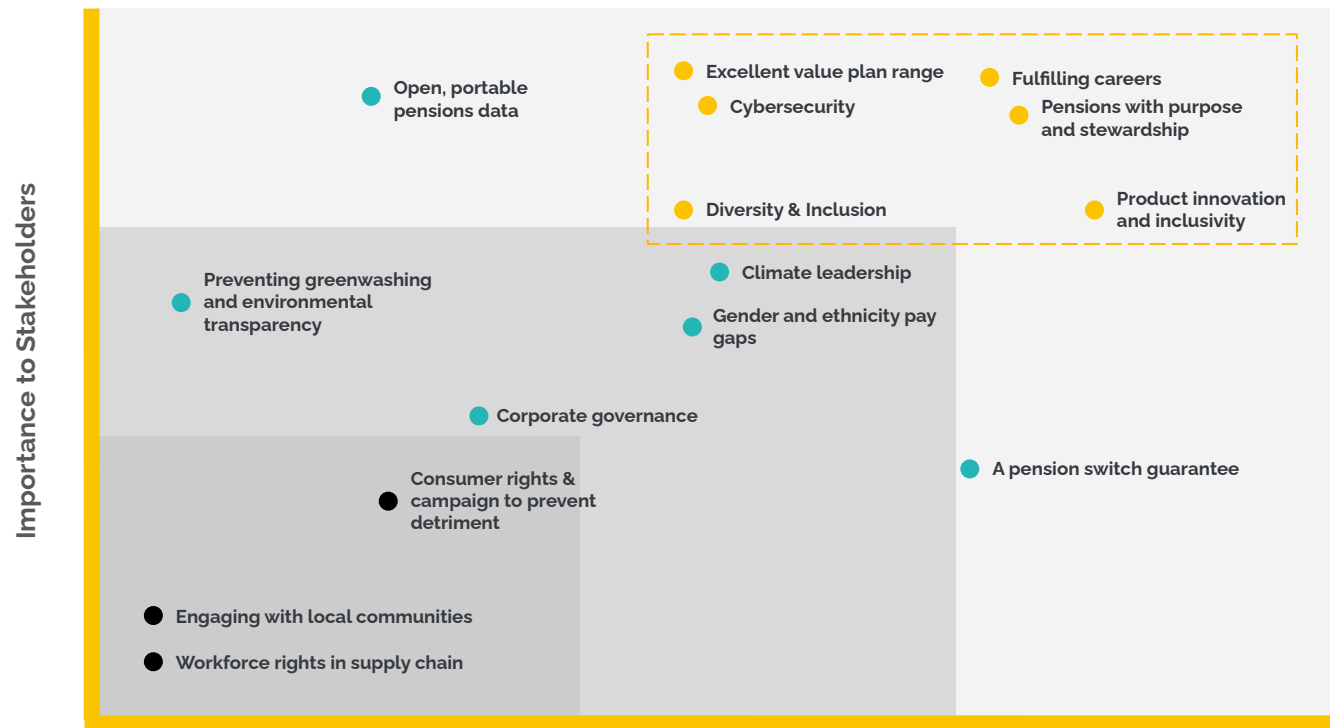 Importance to Stakeholders
Open, portable
pensions data
Excellent value plan range
Cybersecurity
Diversity & Inclusion
Fulfilling careers
Pensions with purpose
and stewardship
Product innovation
and inclusivity
Preventing greenwashing
and environmental
transparency
Climate leadership
Gender and ethnicity pay
gaps
Corporate governance
A pension switch guarantee
Consumer rights &
campaign to prevent
detriment
Engaging with local communities
Workforce rights in supply chain